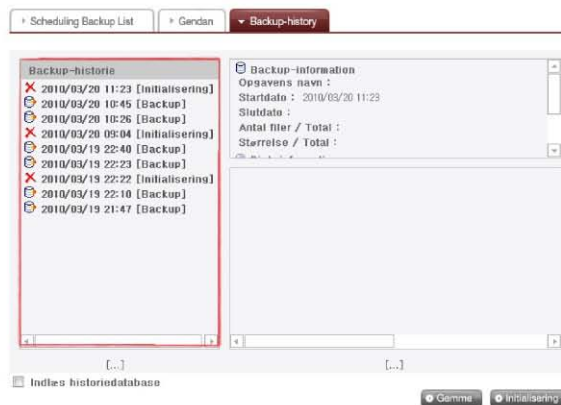 Scheduling Backup List
Gendan
Backup-history
Backup-historie
2010/03/20 11:23 [Initialisering]
2010/03/20 10:45 [Backup]
2010/03/20 10:26 [Backup]
2010/03/20 09:04 [Initialisering]
2010/03/19 22:40 [Backup]
2010/03/19 22:23 [Backup]
2010/03/19 22:22 [Initialisering]
2010/03/19 22:10 [Backup]
2010/03/19 21:47 [Backup]
Backup-information
Opgavens navn :
Startdato : 2010/03/20 11:23
Slutdato :
Antal filer / Total :
Størrelse / Total :
[...]
[...]
Indlæs historiedatabase
Gemme
Initialisering